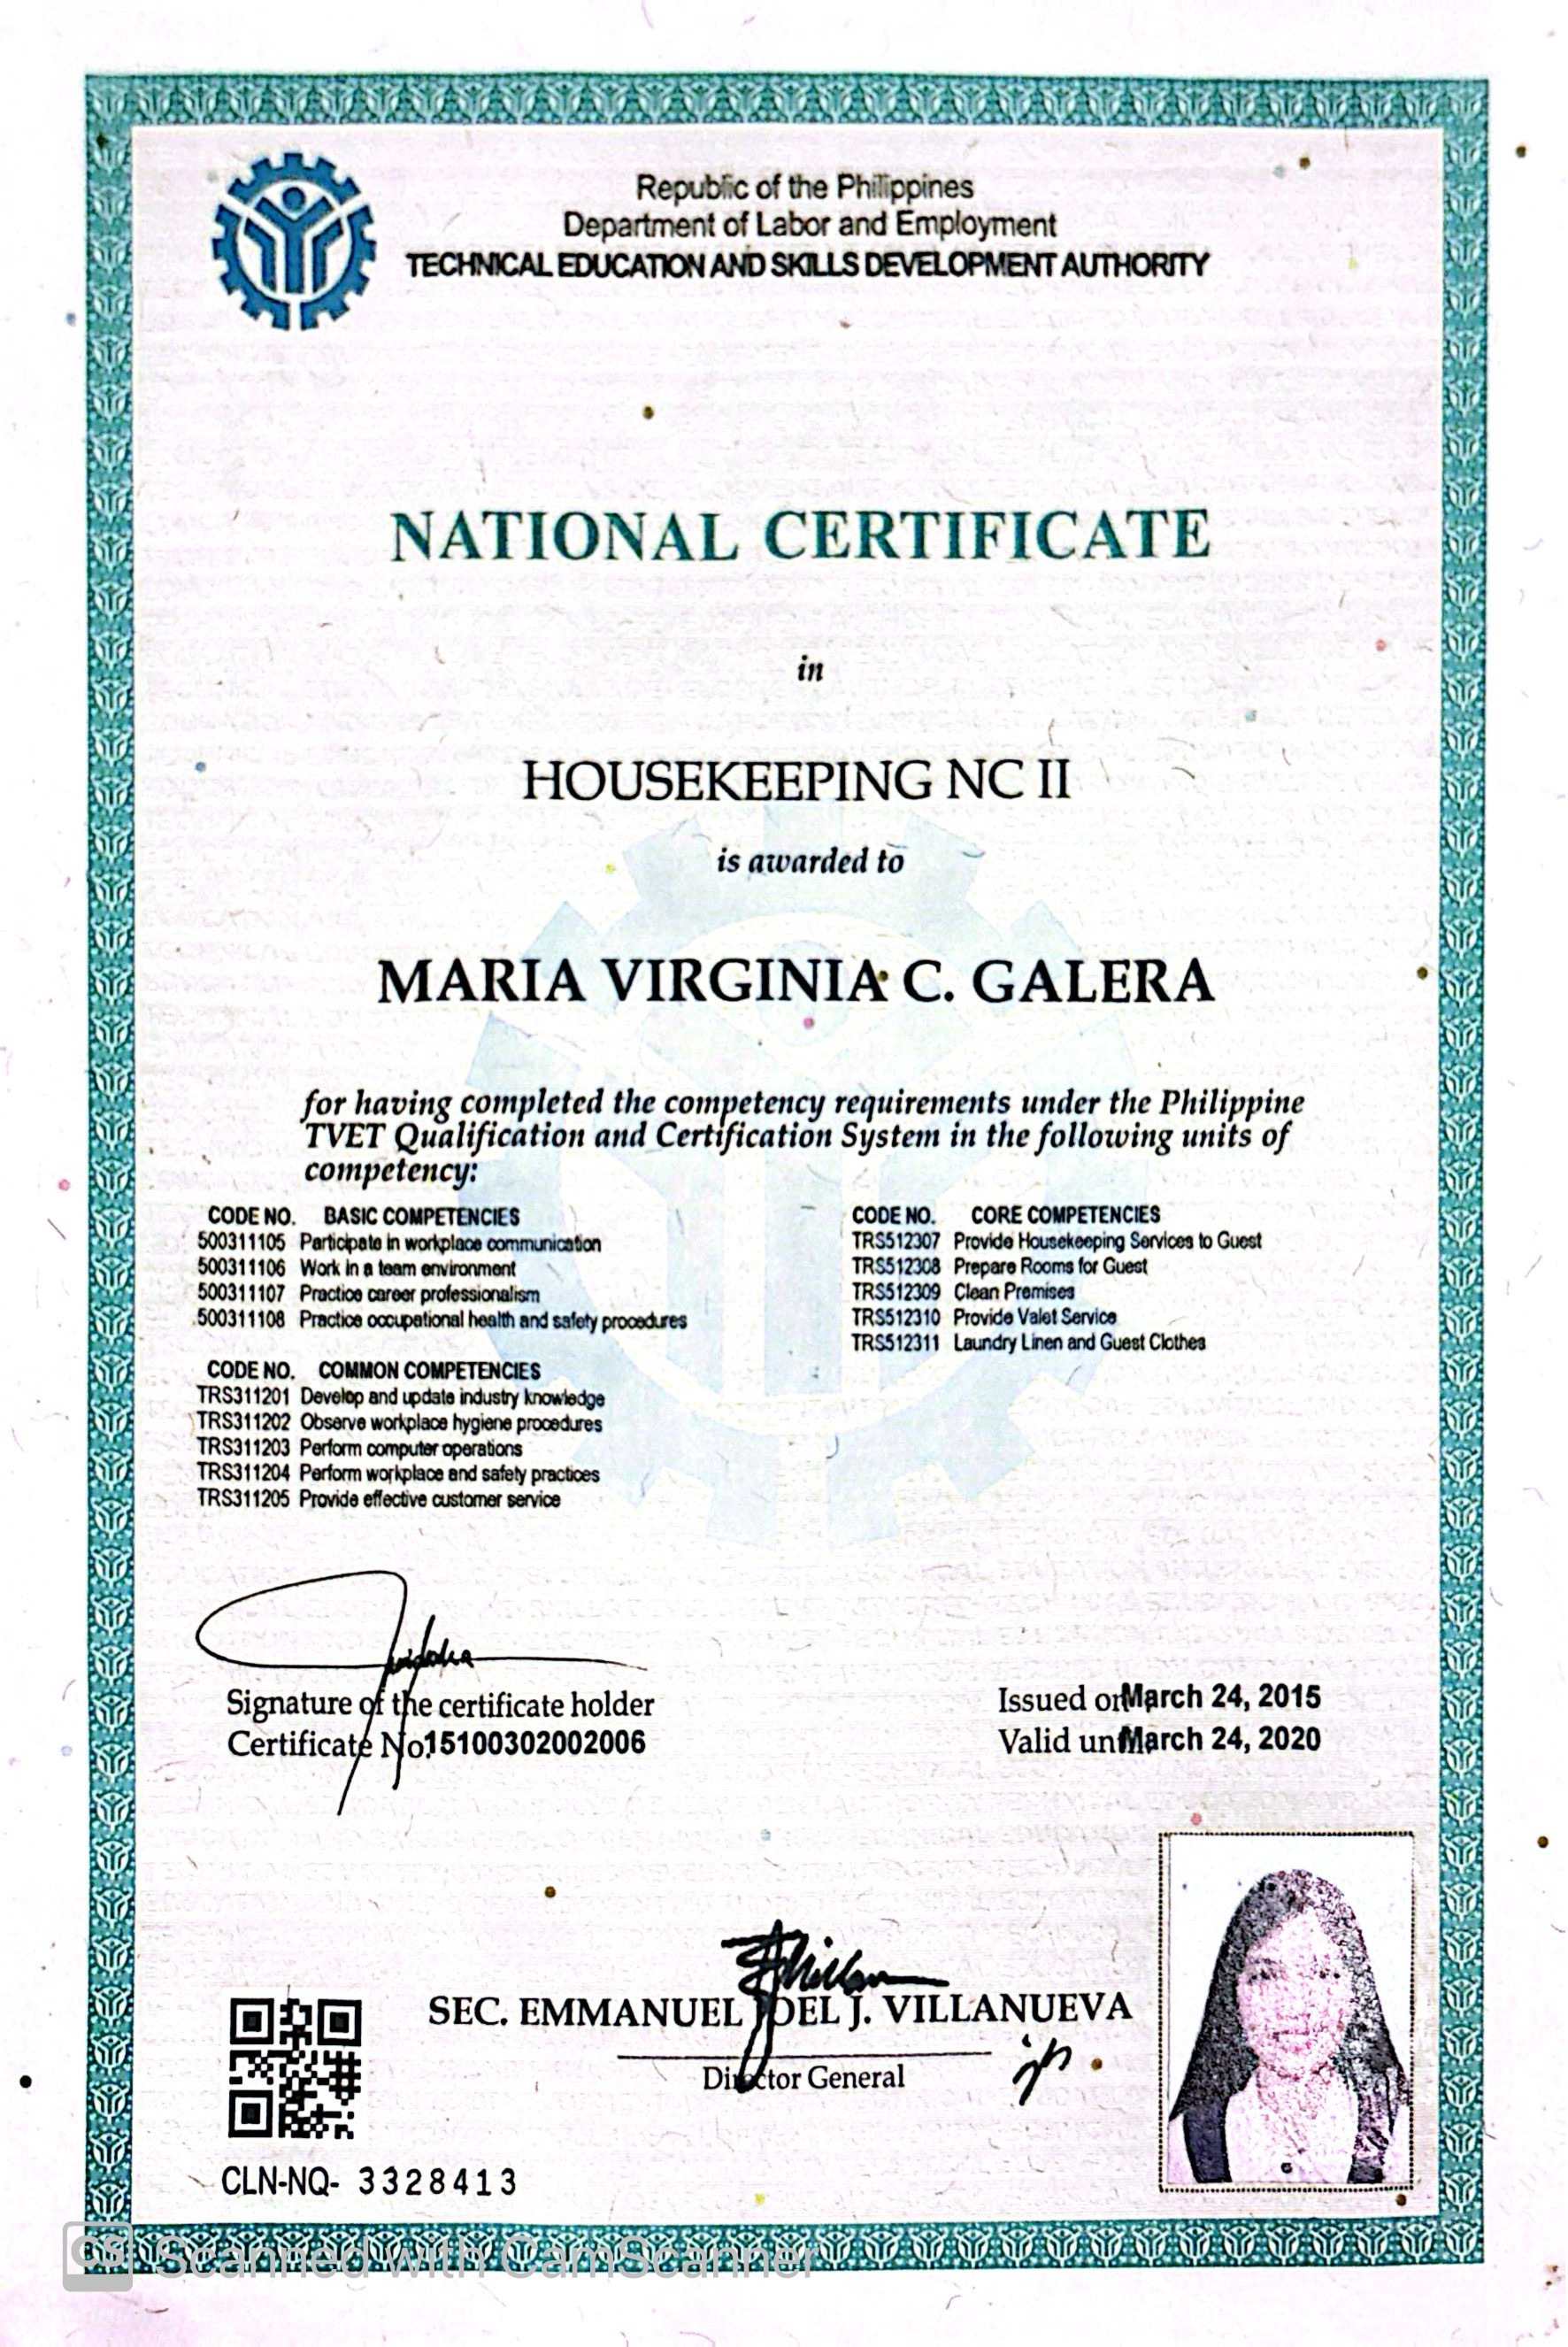 Republic of the Philippines
Department of Labor and Employment
TECHNICAL EDUCATION AND SKILLS DEVELOPMENT AUTHORITY
NATIONAL CERTIFICATE
in
HOUSEKEEPING NC II
is awarded to
MARIA VIRGINIA C. GALERA
for having completed the competency requirements under the Philippine
TVET Qualification and Certification System in the following units of
competency:
CODE NO. BASIC COMPETENCIES
500311105 Participate in workplace communication
500311106 Work in a team environment
500311107 Practice career professionalism
500311108 Practice occupational health and safety procedures
CODE NO. COMMON COMPETENCIES
TRS311201 Develop and update industry knowledge
TRS311202 Observe workplace hygiene procedures
TRS311203 Perform computer operations
TRS311204 Perform workplace and safety practices
TRS311205 Provide effective customer service
CODE NO. CORE COMPETENCIES
TRS512307 Provide Housekeeping Services to Guest
TRS512308 Prepare Rooms for Guest
TRS512309 Clean Premises
TRS512310 Provide Valet Service
TRS512311 Laundry Linen and Guest Clothes
Signature of the certificate holder
Certificate No. 15100302002006
Issued on March 24, 2015
Valid unt March 24, 2020
SEC. EMMANUEL JOEL J. VILLANUEVA
Director General
CLN-NQ- 3328413
CS Scanned with CamScanner